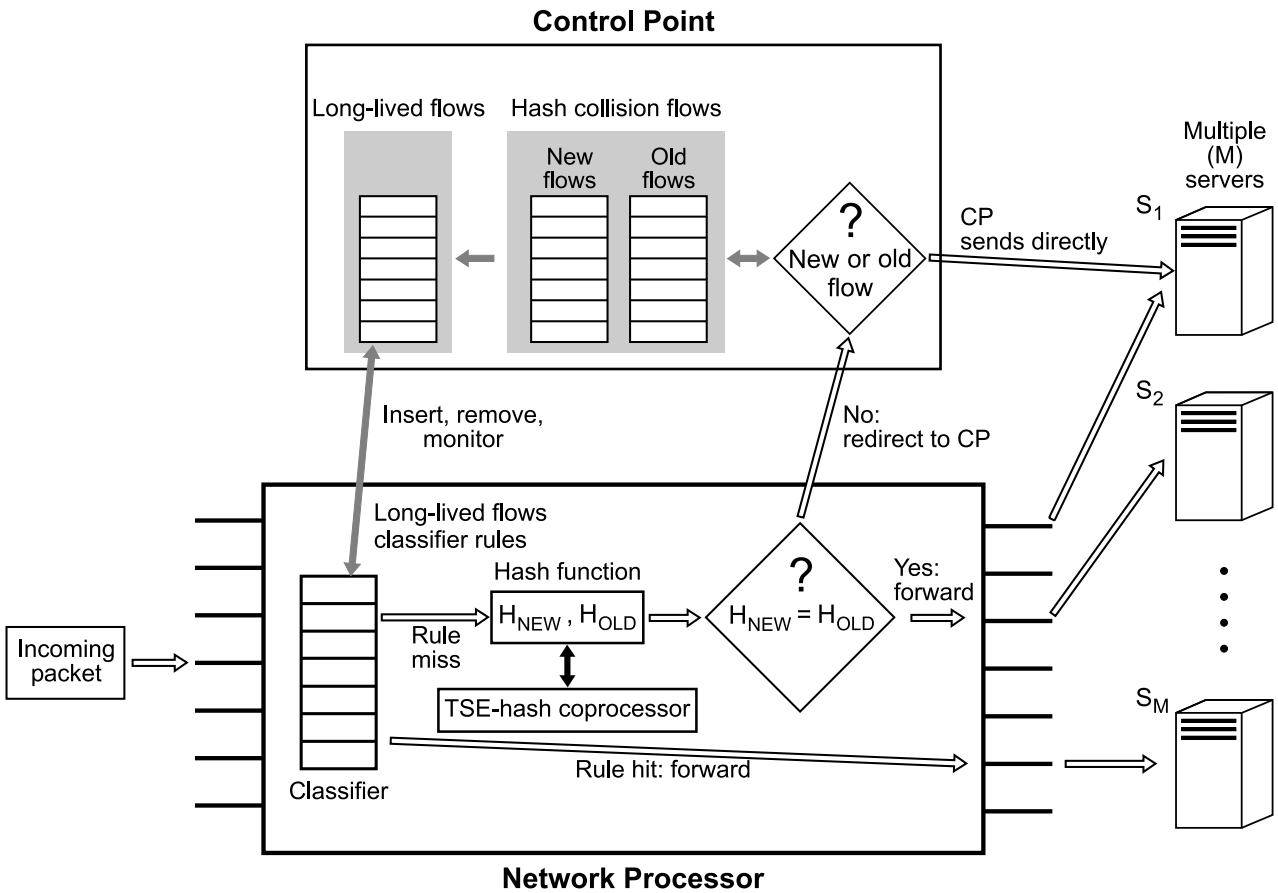 Control Point
Long-lived flows
Hash collision flows
New
flows
Old
flows
?
New or old
flow
CP
sends directly
Multiple
(M)
servers
S1
S2
SM
Insert, remove,
monitor
No:
redirect to CP
Long-lived flows
classifier rules
Hash function
HNEW , HOLD
Rule
miss
TSE-hash coprocessor
?
HNEW = HOLD
Yes:
forward
Incoming
packet
Rule hit: forward
Classifier
Network Processor